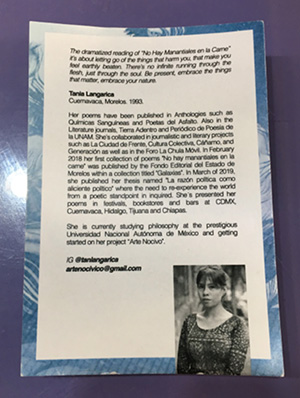 The dramatized reading of "No Hay Manantiales en la Carne"
it's about letting go of the things that harm you, that make you
feel earthly beaten. There's no infinite running through the
flesh, just through the soul. Be present, embrace the things
that matter, embrace your nature.
Tania Langarica
Cuernavaca, Morelos. 1993.
Her poems have been published in Anthologies such as
Químicas Sanguíneas and Poetas del Asfalto. Also in the
Literature journals, Tierra Adentro and Periódico de Poesía de
la UNAM. She's collaborated in journalistic and literary projects
such as La Ciudad de Frente, Cultura Colectiva, Cáñamo, and
Generación as well as in the Foro La Chula Móvil. In February
2018 her first collection of poems "No hay manantiales en la
carne" was published by the Fondo Editorial del Estado de
Morelos within a collection titled "Galaxias". In March of 2019,
she published her thesis named "La razón política como
aliciente poético" where the need to re-experience the world
from a poetic standpoint in inquired. She´s presented her
poems in festivals, bookstores and bars at CDMX,
Cuernavaca, Hidalgo, Tijuana and Chiapas.
She is currently studying philosophy at the prestigious
Universidad Nacional Autónoma de México and getting
started on her project "Arte Nocivo".
IG @tanlangarica
artenocivico@gmail.com